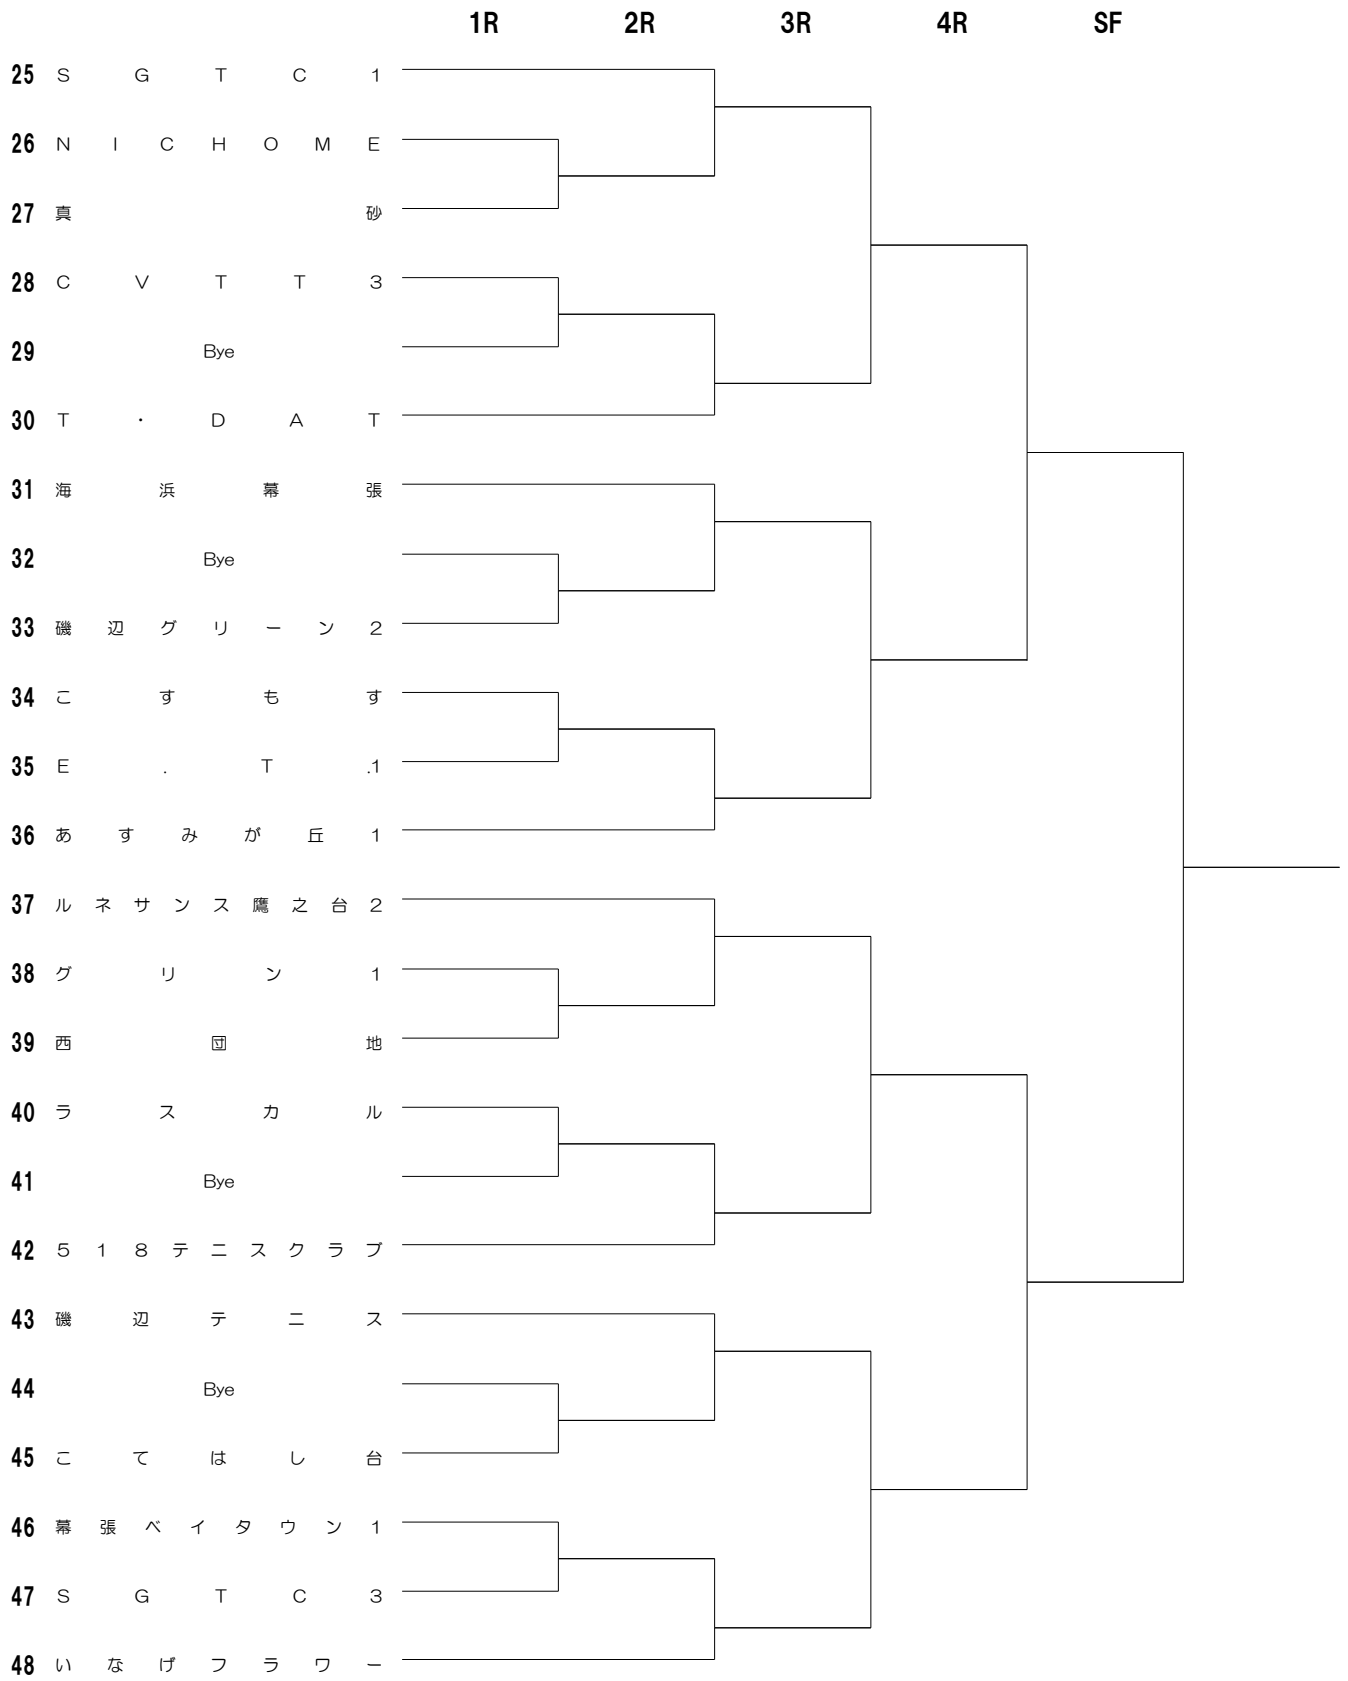 1R 2R 3R 4R SF
25 SGTC1
26 NICHOME
27 真砂
28 CVTT3
29 Bye
30 T・DAT
31 海浜幕張
32 Bye
33 磯辺グリーン2
34 こすもす
35 E.T.1
36 あすみが丘1
37 ルネサンス鷹之台2
38 グリン1
39 西団地
40 ラスカル
41 Bye
42 518テニスクラブ
43 磯辺テニス
44 Bye
45 こてはし台
46 幕張ベイタウン1
47 SGTC3
48 いなげフラワー